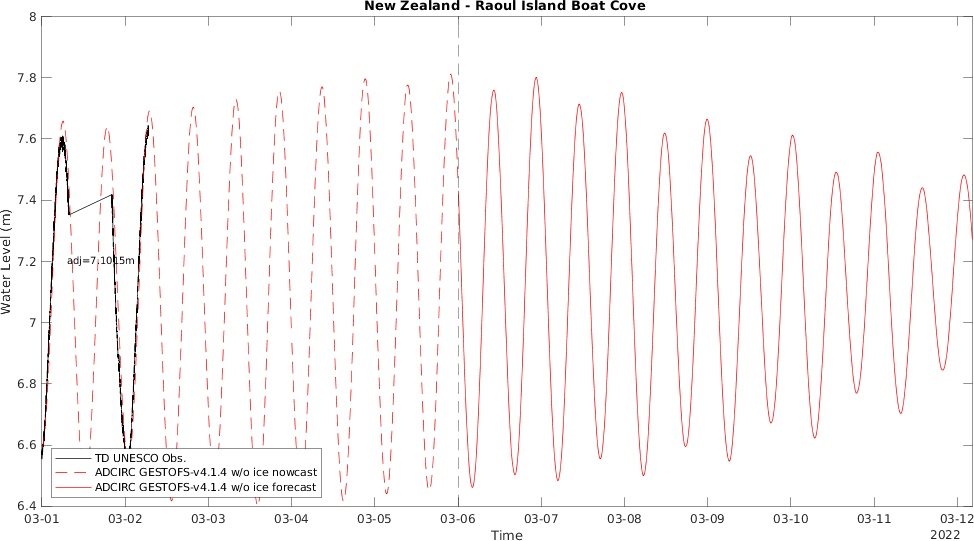 New Zealand - Raoul Island Boat Cove
8
7.8
7.6
7.4
7.2
7
6.8
6.6
6.4
Water Level (m)
adj=7.1015m
TD UNESCO Obs.
ADCIRC GESTOFS-v4.1.4 w/o ice nowcast
ADCIRC GESTOFS-v4.1.4 w/o ice forecast
03-01 03-02 03-03 03-04 03-05 03-06 03-07 03-08 03-09 03-10 03-11 03-12
Time
2022